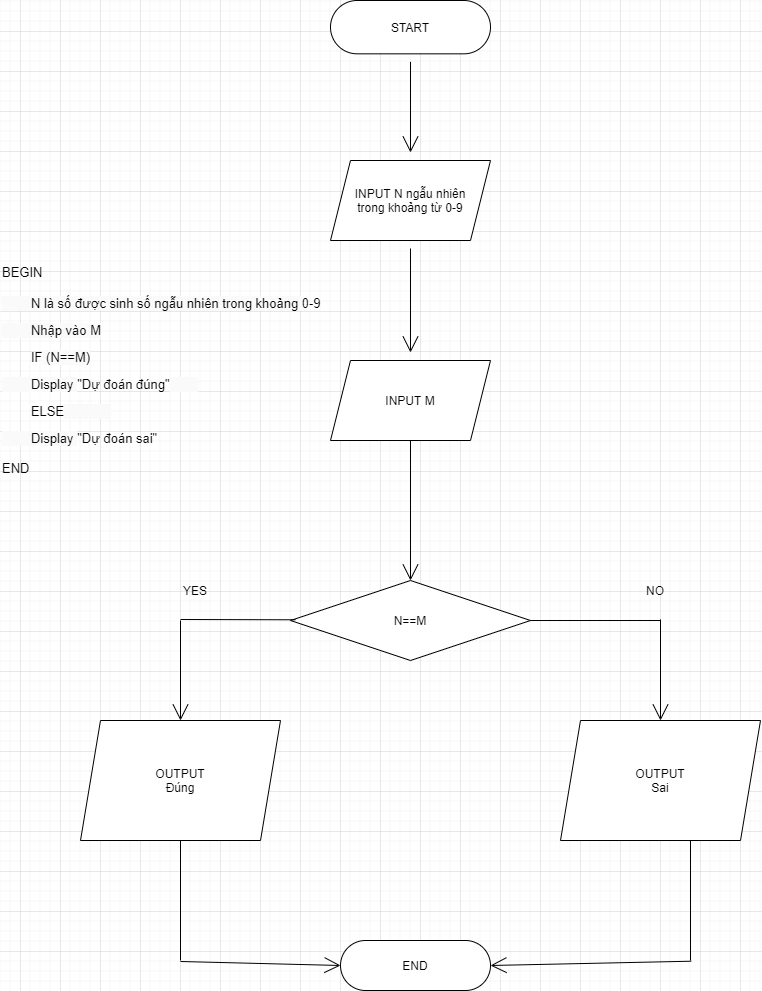 START
INPUT N ngẫu nhiên
trong khoảng từ 0-9
BEGIN
N là số được sinh số ngẫu nhiên trong khoảng 0-9
Nhập vào M
IF (N==M)
Display "Dự đoán đúng"
ELSE
Display "Dự đoán sai"
END
INPUT M
YES
NO
N==M
OUTPUT
Đúng
OUTPUT
Sai
END